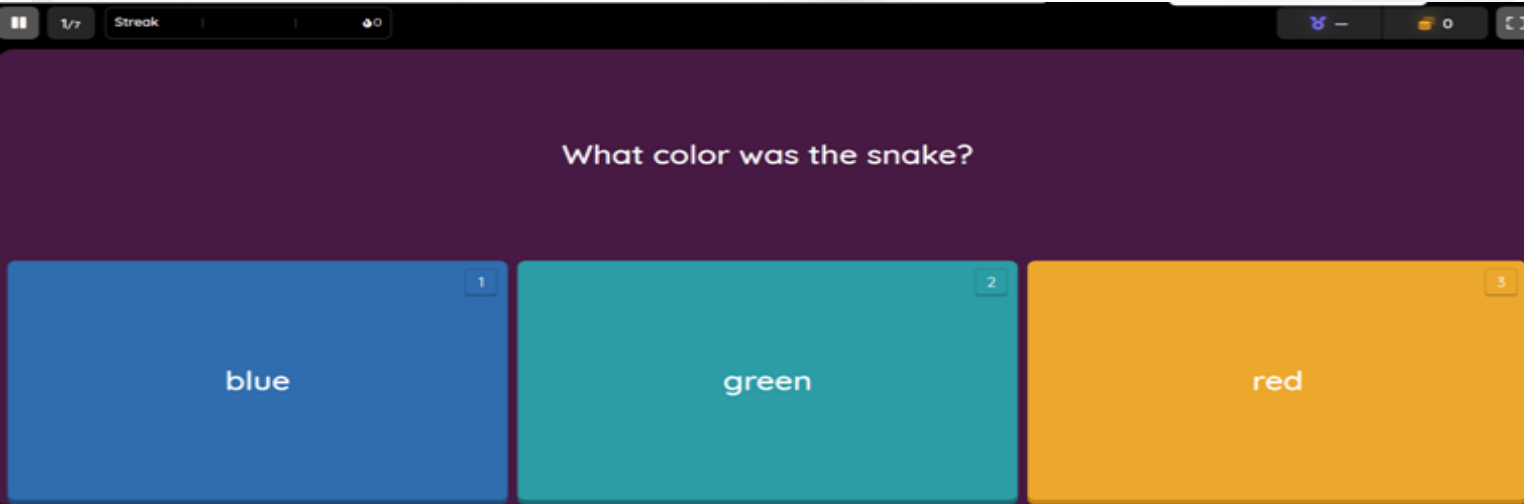 1/7 Streak 0 — 0
What color was the snake?
1 2 3
blue green red